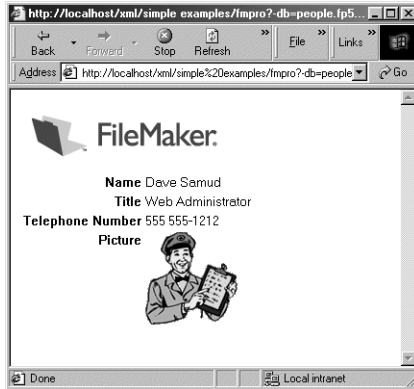 http://localhost/xml/simple examples/fmpro?-db=people.fp5...
Back Forward Stop Refresh » File » Links »
Address http://localhost/xml/simple%20examples/fmpro?-db=people Go
FileMaker.
Name Dave Samud
Title Web Administrator
Telephone Number 555 555-1212
Picture
Done Local intranet